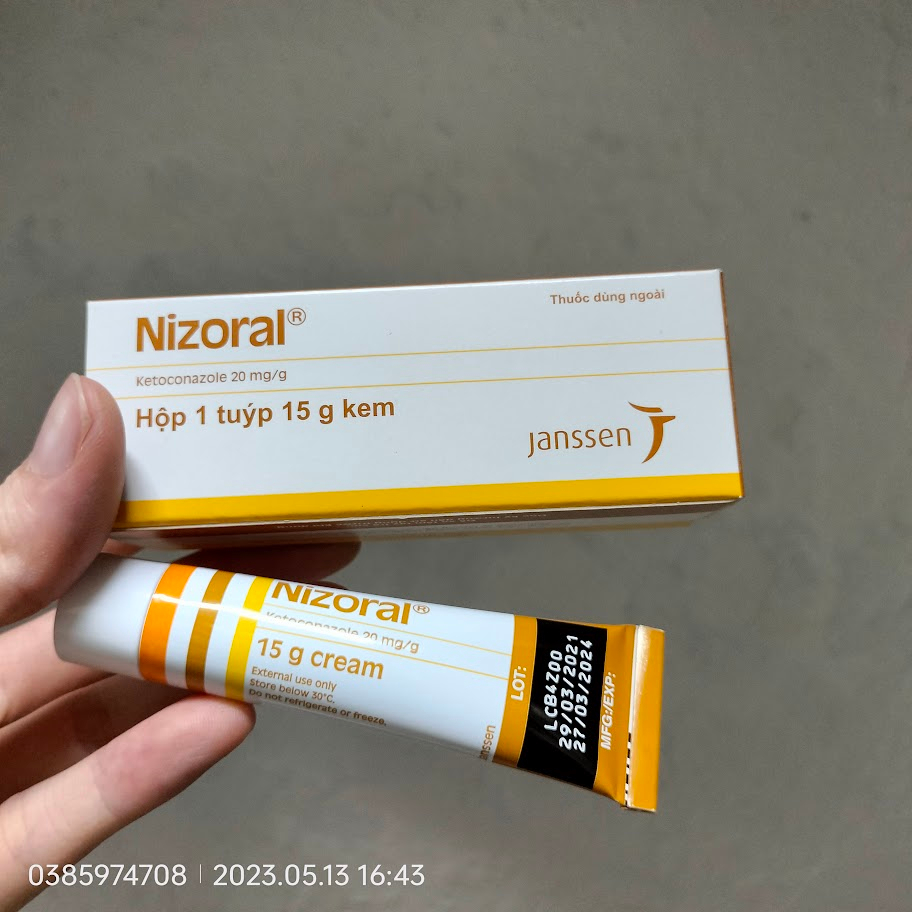 Nizoral®
Thuốc dùng ngoài
Ketoconazole 20 mg/g
Hộp 1 tuýp 15 g kem
janssen
Nizoral®
Ketoconazole 20 mg/g
15 g cream
External use only
Store below 30°C.
Do not refrigerate or freeze.
janssen
LOT:
LCB4Z00
29/03/2021
27/03/2024
MFG:/EXP:
0385974708 | 2023.05.13 16:43